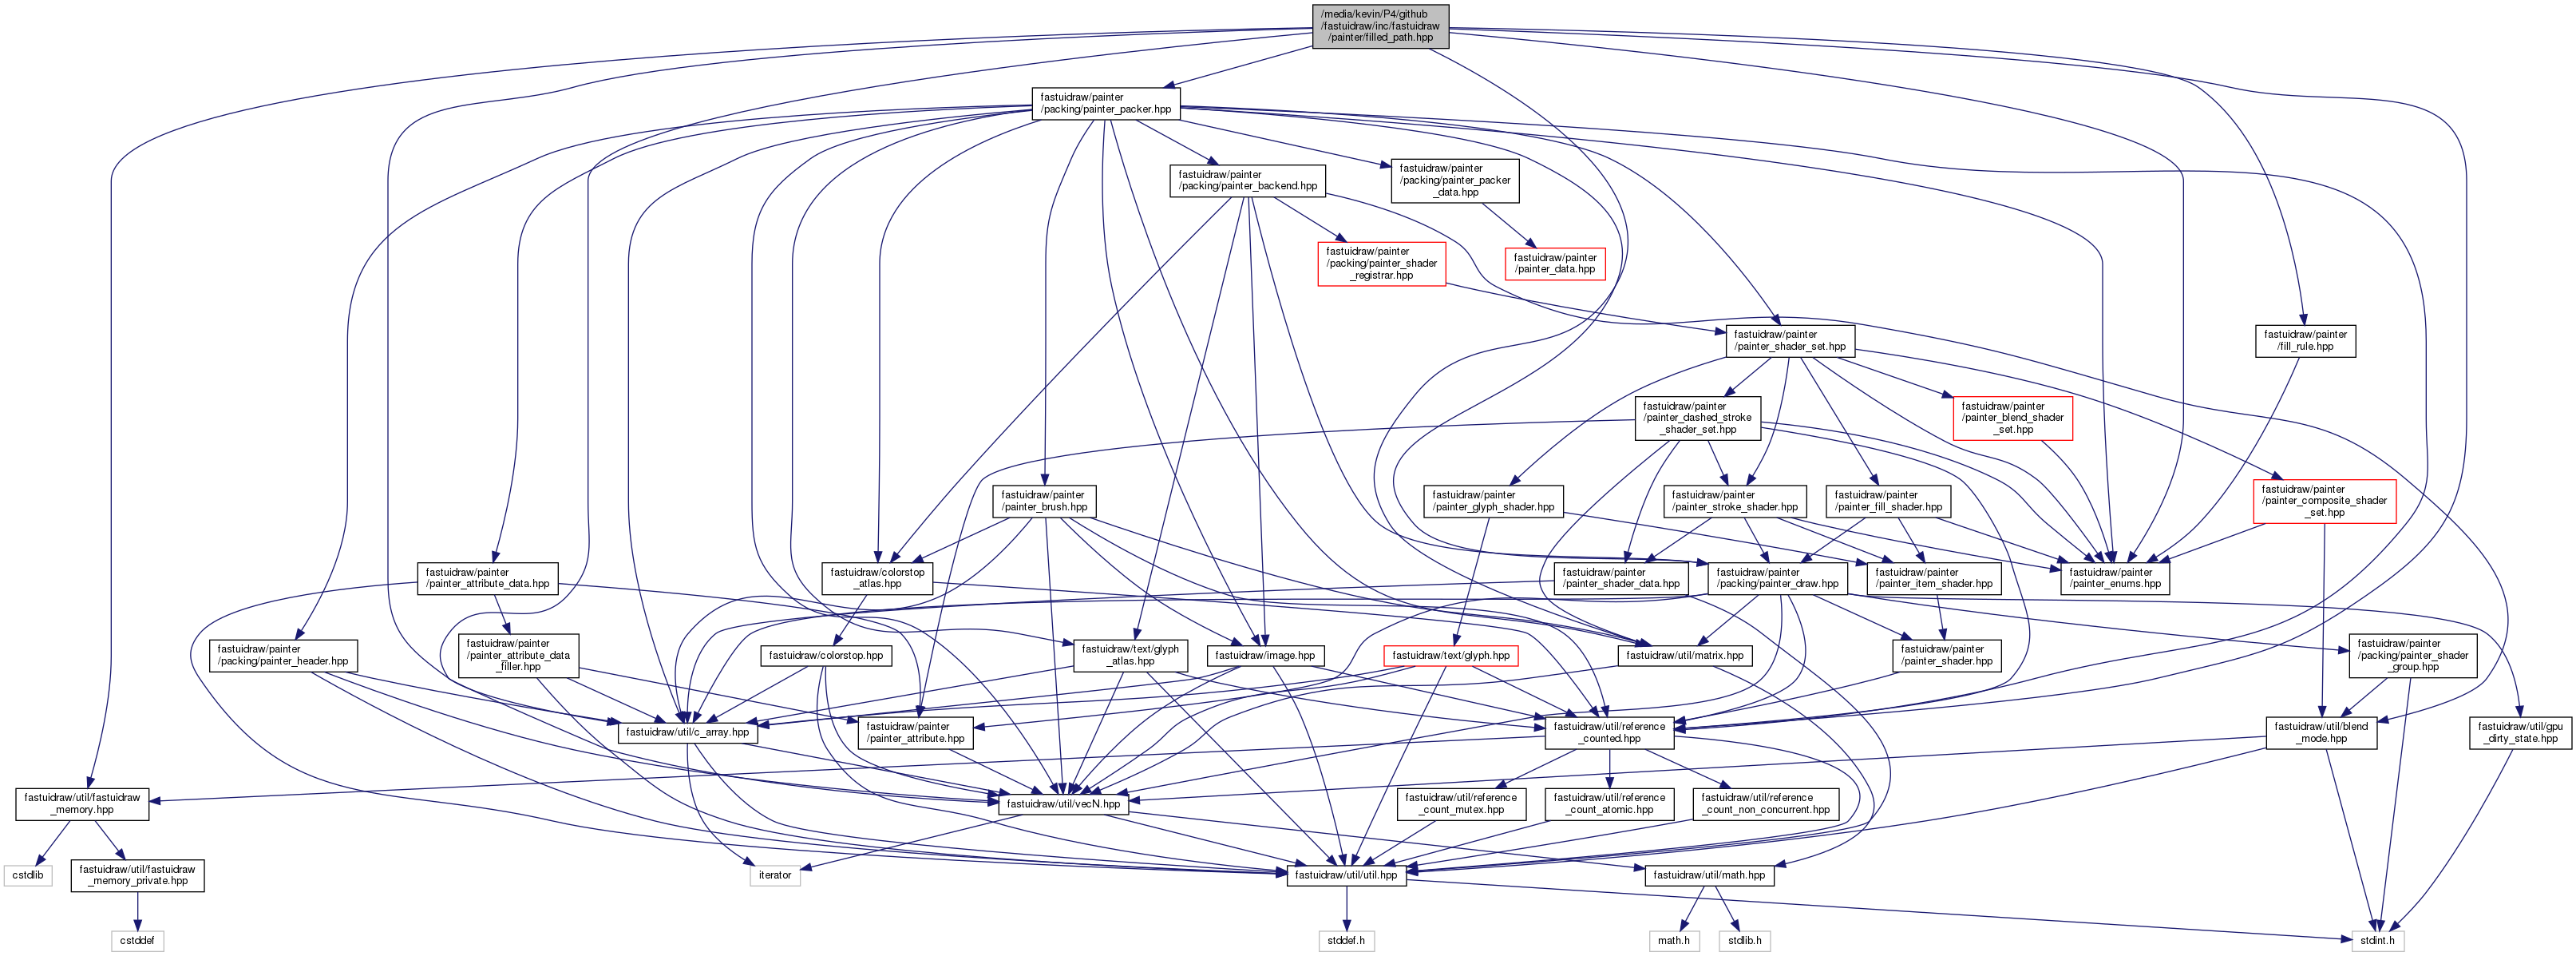 /media/kevin/P4/github
/fastuidraw/inc/fastuidraw
/painter/filled_path.hpp
fastuidraw/painter
/packing/painter_packer.hpp
fastuidraw/painter
/packing/painter_backend.hpp
fastuidraw/painter
/packing/painter_packer
_data.hpp
fastuidraw/painter
/packing/painter_shader
_registrar.hpp
fastuidraw/painter
/painter_data.hpp
fastuidraw/painter
/painter_shader_set.hpp
fastuidraw/painter
/fill_rule.hpp
fastuidraw/painter
/painter_dashed_stroke
_shader_set.hpp
fastuidraw/painter
/painter_blend_shader
_set.hpp
fastuidraw/painter
/painter_brush.hpp
fastuidraw/painter
/painter_glyph_shader.hpp
fastuidraw/painter
/painter_stroke_shader.hpp
fastuidraw/painter
/painter_fill_shader.hpp
fastuidraw/painter
/painter_composite_shader
_set.hpp
fastuidraw/painter
/painter_attribute_data.hpp
fastuidraw/colorstop
_atlas.hpp
fastuidraw/painter
/painter_shader_data.hpp
fastuidraw/painter
/packing/painter_draw.hpp
fastuidraw/painter
/painter_item_shader.hpp
fastuidraw/painter
/painter_enums.hpp
fastuidraw/painter
/packing/painter_header.hpp
fastuidraw/painter
/painter_attribute_data
_filler.hpp
fastuidraw/colorstop.hpp
fastuidraw/text/glyph
_atlas.hpp
fastuidraw/image.hpp
fastuidraw/text/glyph.hpp
fastuidraw/util/matrix.hpp
fastuidraw/painter
/painter_shader.hpp
fastuidraw/painter
/packing/painter_shader
_group.hpp
fastuidraw/util/c_array.hpp
fastuidraw/painter
/painter_attribute.hpp
fastuidraw/util/reference
_counted.hpp
fastuidraw/util/blend
_mode.hpp
fastuidraw/util/gpu
_dirty_state.hpp
fastuidraw/util/fastuidraw
_memory.hpp
fastuidraw/util/vecN.hpp
fastuidraw/util/reference
_count_mutex.hpp
fastuidraw/util/reference
_count_atomic.hpp
fastuidraw/util/reference
_count_non_concurrent.hpp
cstdlib
fastuidraw/util/fastuidraw
_memory_private.hpp
iterator
fastuidraw/util/util.hpp
fastuidraw/util/math.hpp
cstddef
stddef.h
math.h
stdlib.h
stdint.h